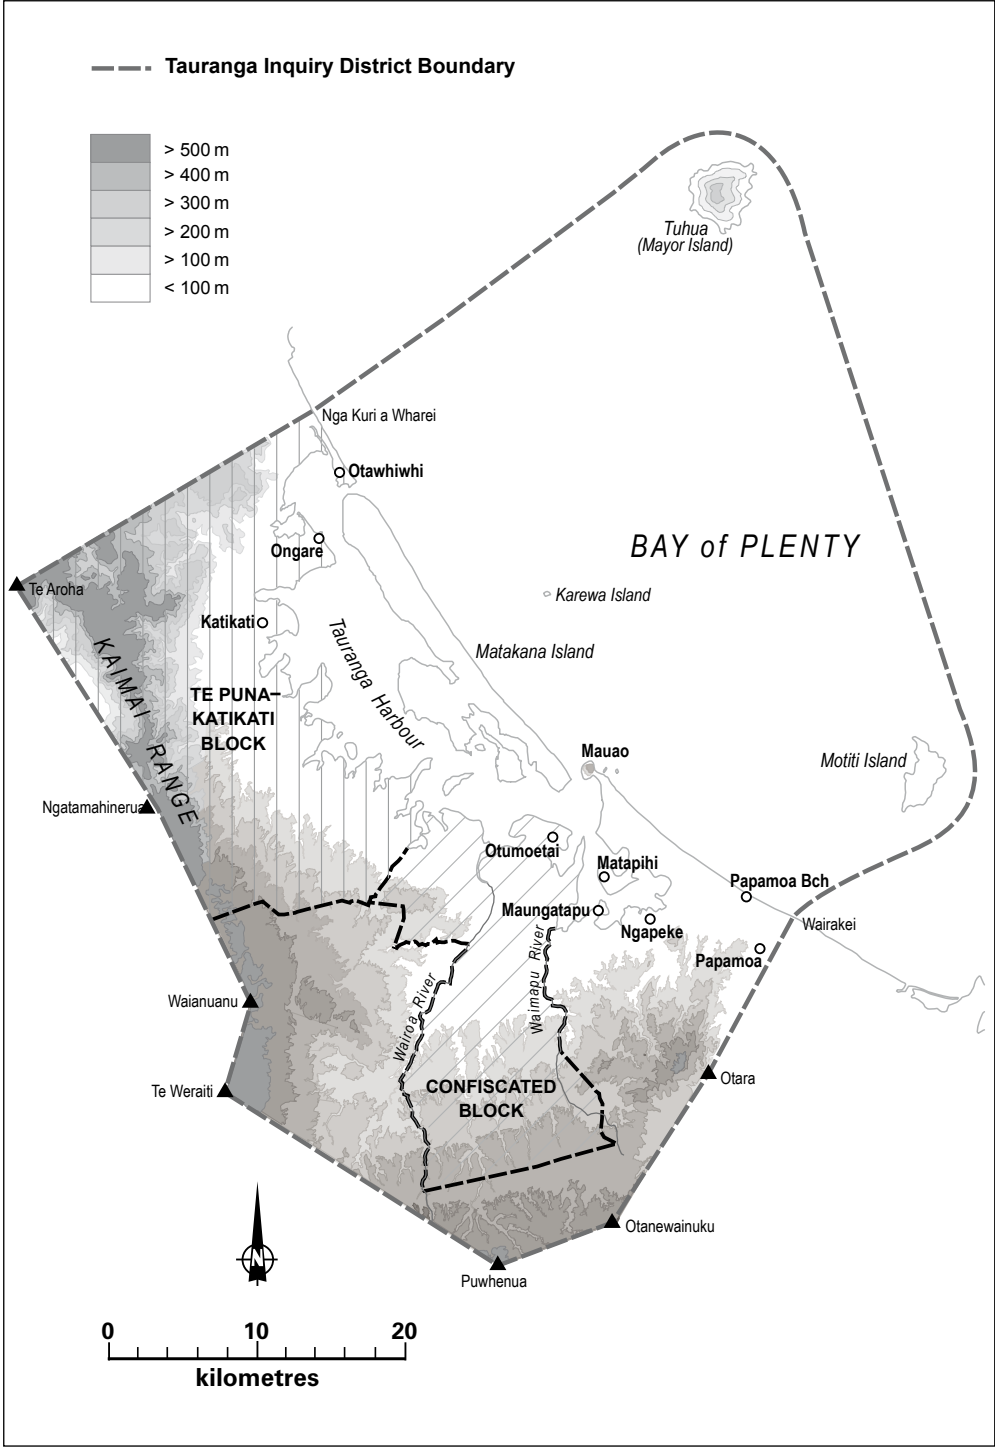 Tauranga Inquiry District Boundary
> 500 m
> 400 m
> 300 m
> 200 m
> 100 m
< 100 m
Tuhua
(Mayor Island)
Nga Kuri a Wharei
Otawhiwhi
BAY of PLENTY
Ongare
Te Aroha
Karewa Island
Katikati
Tauranga Harbour
Matakana Island
KAIMAI RANGE
TE PUNA–
KATIKATI
BLOCK
Mauao
Motiti Island
Ngatamahinerua
Otumoetai
Matapihi
Papamoa Bch
Maungatapu
Ngapeke
Wairakei
Papamoa
Waimapu River
Wairoa River
Waianuanu
Otara
Te Weraiti
CONFISCATED
BLOCK
Otanewainuku
Puwhenua
N
0 10 20
kilometres